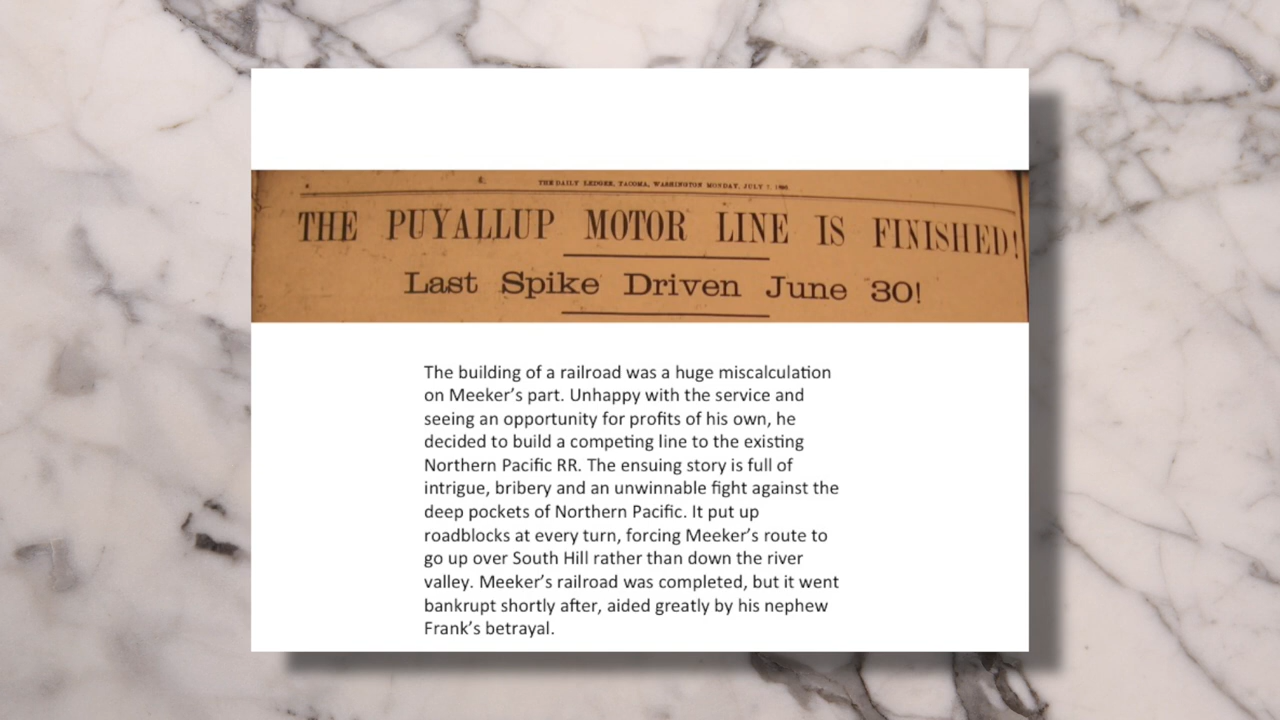 THE DAILY LEDGER, TACOMA, WASHINGTON MONDAY, JULY 7,
THE PUYALLUP MOTOR LINE IS FINISHED!
Last Spike Driven June 30!
The building of a railroad was a huge miscalculation
on Meeker’s part. Unhappy with the service and
seeing an opportunity for profits of his own, he
decided to build a competing line to the existing
Northern Pacific RR. The ensuing story is full of
intrigue, bribery and an unwinnable fight against the
deep pockets of Northern Pacific. It put up
roadblocks at every turn, forcing Meeker’s route to
go up over South Hill rather than down the river
valley. Meeker’s railroad was completed, but it went
bankrupt shortly after, aided greatly by his nephew
Frank’s betrayal.